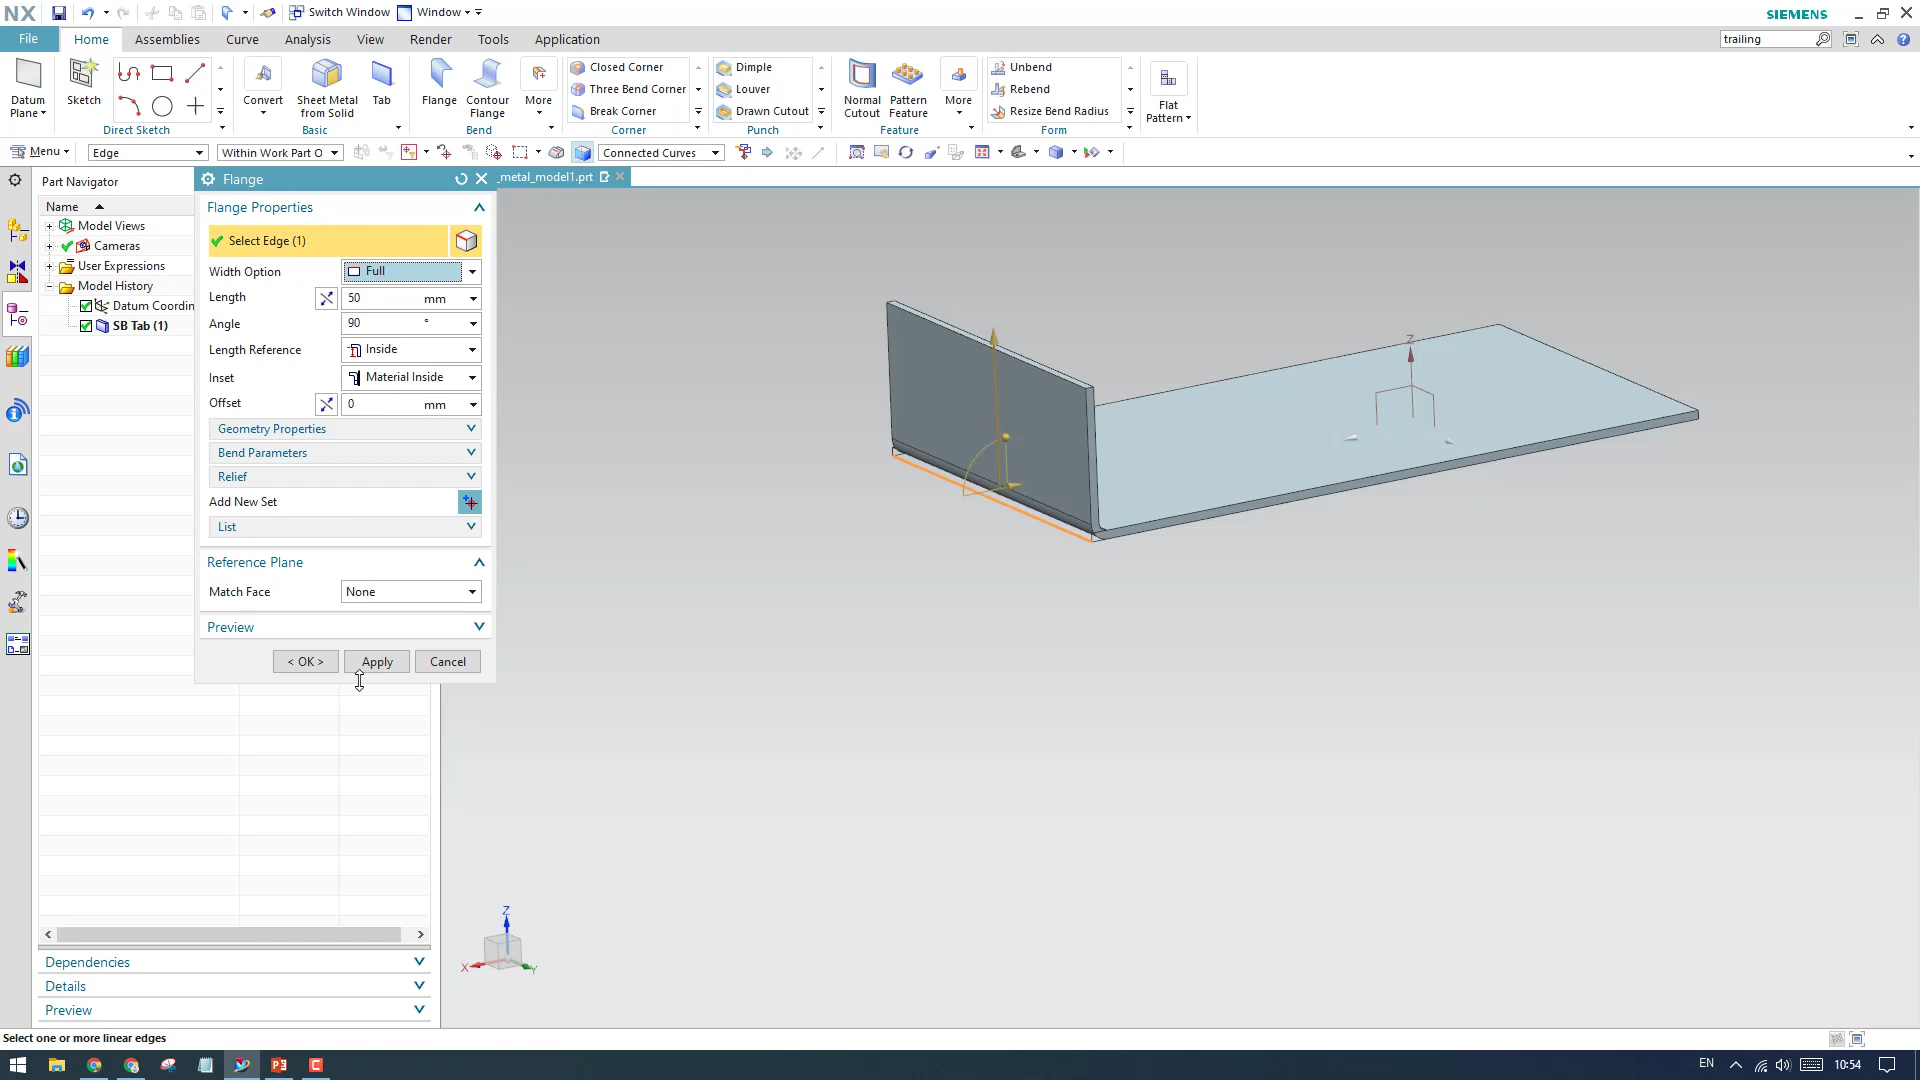 NX
Switch Window
Window
SIEMENS
File
Home
Assemblies
Curve
Analysis
View
Render
Tools
Application
trailing
Datum
Plane
Sketch
Direct Sketch
Convert
Sheet Metal
from Solid
Tab
Basic
Flange
Contour
Flange
More
Bend
Closed Corner
Three Bend Corner
Break Corner
Corner
Dimple
Louver
Drawn Cutout
Punch
Normal
Cutout
Pattern
Feature
More
Feature
Unbend
Rebend
Resize Bend Radius
Form
Flat
Pattern
Menu
Edge
Within Work Part O
Connected Curves
Part Navigator
Name
Model Views
Cameras
User Expressions
Model History
Datum Coordin
SB Tab (1)
Flange
_metal_model1.prt
Flange Properties
Select Edge (1)
Width Option
Full
Length
50 mm
Angle
90 °
Length Reference
Inside
Inset
Material Inside
Offset
0 mm
Geometry Properties
Bend Parameters
Relief
Add New Set
List
Reference Plane
Match Face
None
Preview
< OK >
Apply
Cancel
Z
Z
X
Y
Dependencies
Details
Preview
Select one or more linear edges
EN
10:54